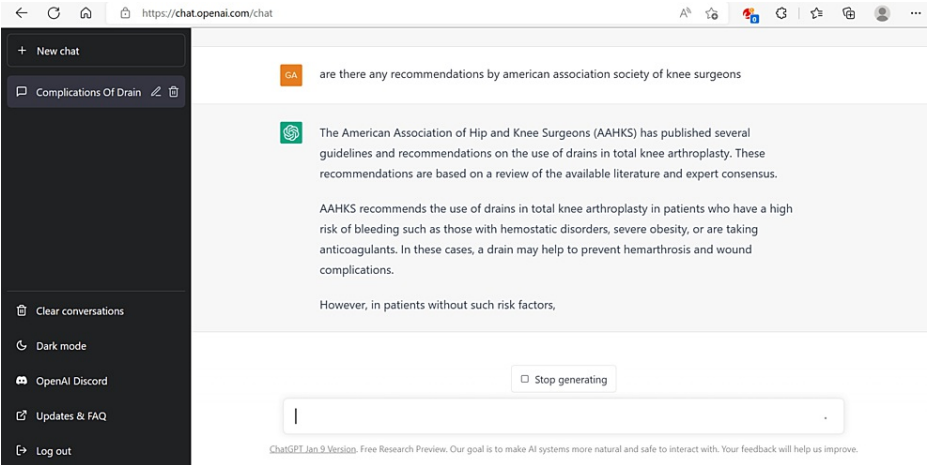 https://chat.openai.com/chat
New chat
Complications Of Drain
GA
are there any recommendations by american association society of knee surgeons
The American Association of Hip and Knee Surgeons (AAHKS) has published several
guidelines and recommendations on the use of drains in total knee arthroplasty. These
recommendations are based on a review of the available literature and expert consensus.
AAHKS recommends the use of drains in total knee arthroplasty in patients who have a high
risk of bleeding such as those with hemostatic disorders, severe obesity, or are taking
anticoagulants. In these cases, a drain may help to prevent hemarthrosis and wound
complications.
However, in patients without such risk factors,
Clear conversations
Dark mode
OpenAI Discord
Updates & FAQ
Log out
Stop generating
ChatGPT Jan 9 Version. Free Research Preview. Our goal is to make AI systems more natural and safe to interact with. Your feedback will help us improve.